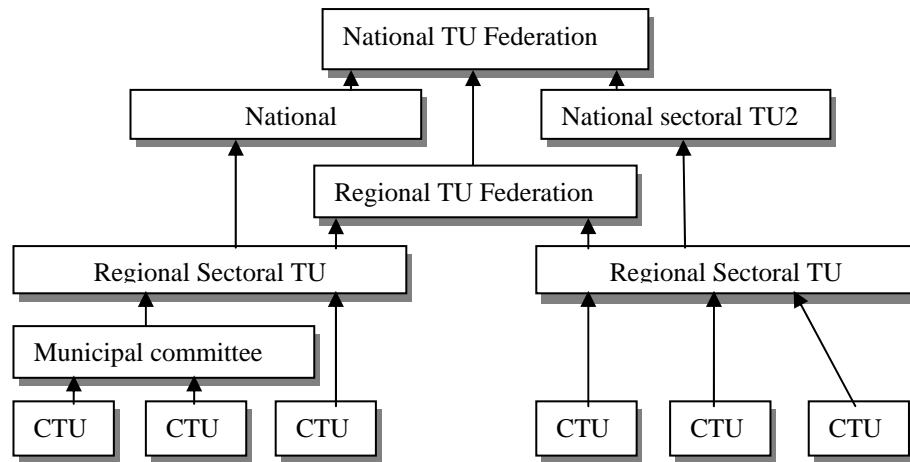 National TU Federation
National
National sectoral TU2
Regional TU Federation
Regional Sectoral TU
Regional Sectoral TU
Municipal committee
CTU
CTU
CTU
CTU
CTU
CTU